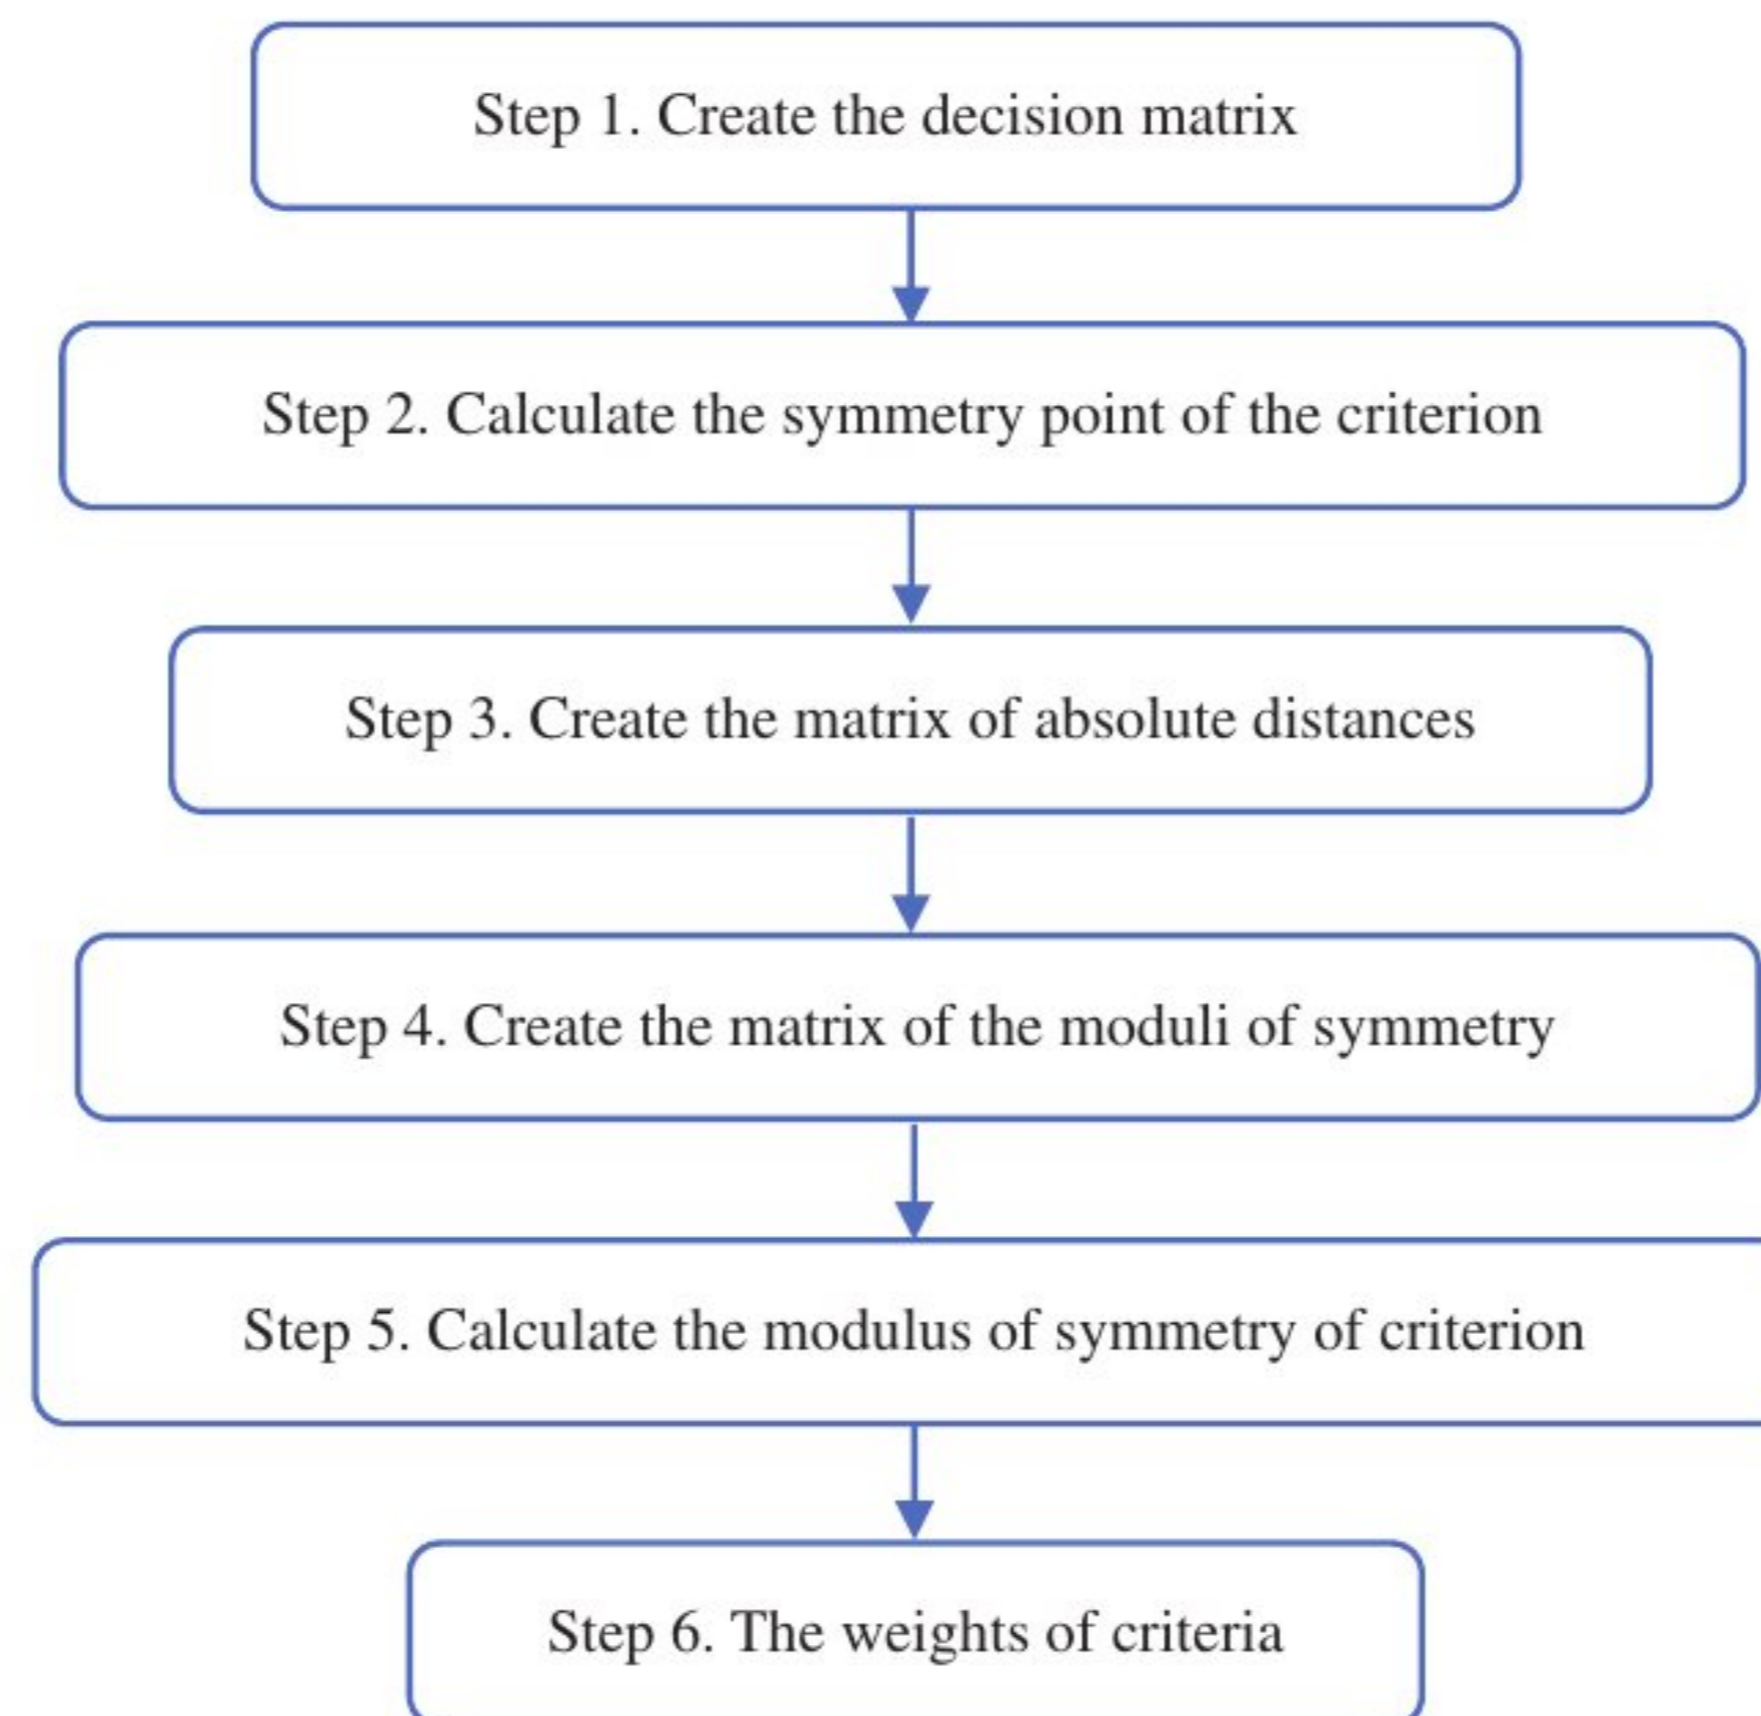 Step 1. Create the decision matrix
Step 2. Calculate the symmetry point of the criterion
Step 3. Create the matrix of absolute distances
Step 4. Create the matrix of the moduli of symmetry
Step 5. Calculate the modulus of symmetry of criterion
Step 6. The weights of criteria